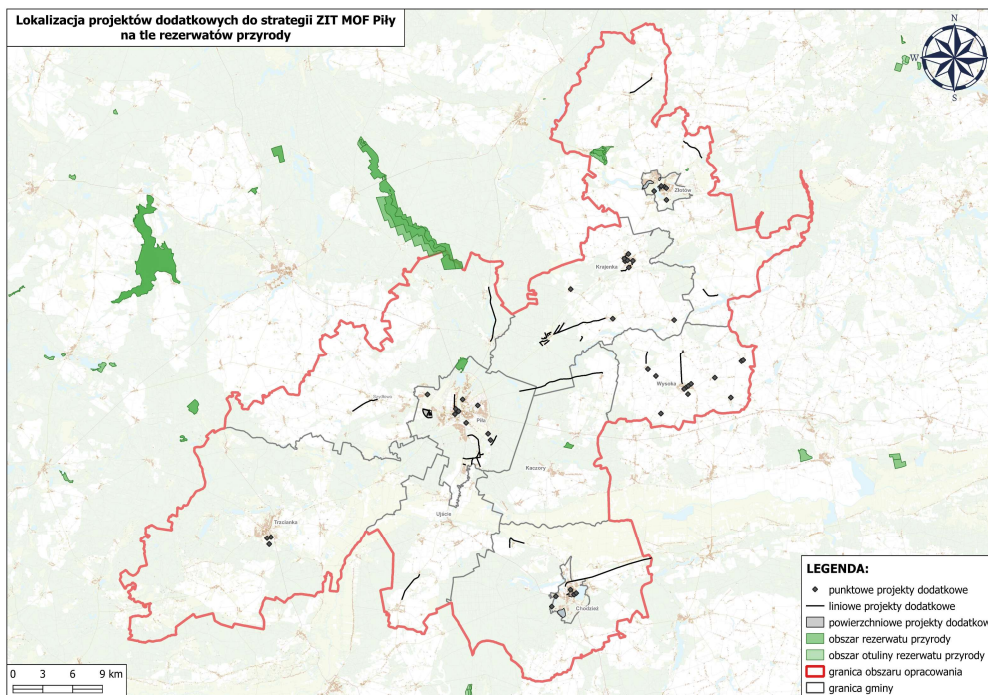 Lokalizacja projektów dodatkowych do strategii ZIT MOF Piły
na tle rezerwatów przyrody
N
W
S
Złotów
Krajenka
Wysoka
Piła
Kaczory
Ujście
Trzcianka
Chodzież
LEGENDA:
punktowe projekty dodatkowe
liniowe projekty dodatkowe
powierzchniowe projekty dodatkow
obszar rezerwatu przyrody
obszar otuliny rezerwatu przyrody
granica obszaru opracowania
granica gminy
0 3 6 9 km